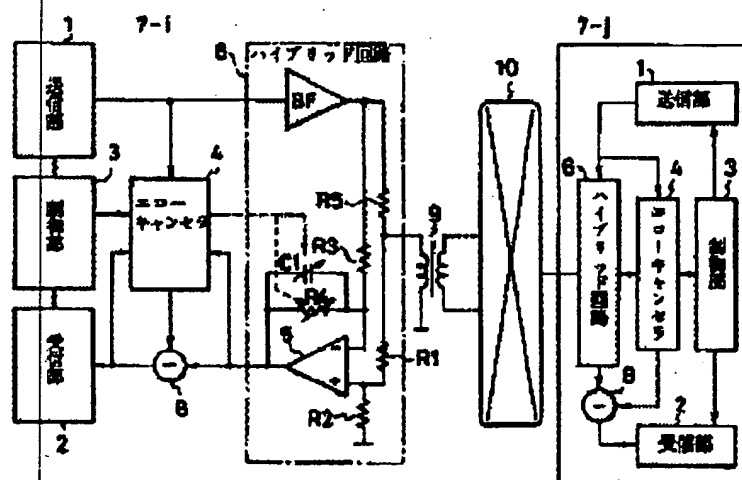 7-i
1
送信部
3
制御部
2
受信部
4
エコー
キャンセラ
8
6
ハイブリッド回路
BF
R5
R3
C1
R4
5
-
+
R1
R2
9
10
7-j
1
送信部
6
ハイブリッド回路
4
エコーキャンセラ
3
制御部
8
2
受信部